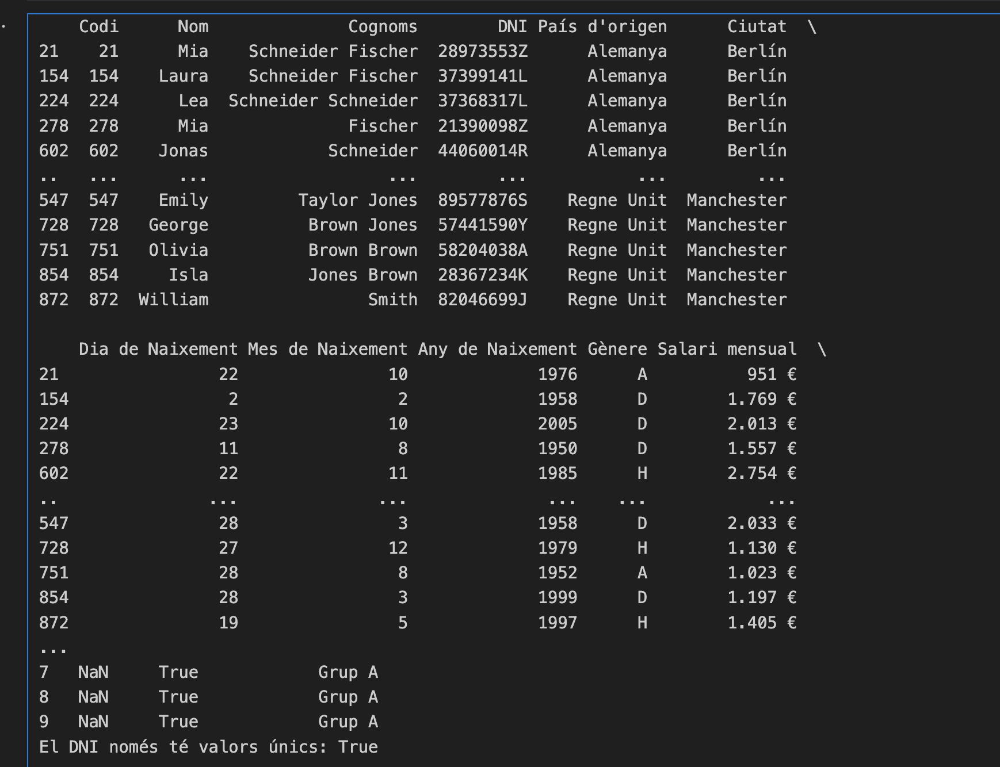 Codi Nom Cognoms DNI País d'origen Ciutat \
21 21 Mia Schneider Fischer 28973553Z Alemanya Berlín
154 154 Laura Schneider Fischer 37399141L Alemanya Berlín
224 224 Lea Schneider Schneider 37368317L Alemanya Berlín
278 278 Mia Fischer 21390098Z Alemanya Berlín
602 602 Jonas Schneider 44060014R Alemanya Berlín
.. ... ... ... ... ... ...
547 547 Emily Taylor Jones 89577876S Regne Unit Manchester
728 728 George Brown Jones 57441590Y Regne Unit Manchester
751 751 Olivia Brown Brown 58204038A Regne Unit Manchester
854 854 Isla Jones Brown 28367234K Regne Unit Manchester
872 872 William Smith 82046699J Regne Unit Manchester
Dia de Naixement Mes de Naixement Any de Naixement Gènere Salari mensual \
21 22 10 1976 A 951 €
154 2 2 1958 D 1.769 €
224 23 10 2005 D 2.013 €
278 11 8 1950 D 1.557 €
602 22 11 1985 H 2.754 €
.. ... ... ... ... ...
547 28 3 1958 D 2.033 €
728 27 12 1979 H 1.130 €
751 28 8 1952 A 1.023 €
854 28 3 1999 D 1.197 €
872 19 5 1997 H 1.405 €
...
7 NaN True Grup A
8 NaN True Grup A
9 NaN True Grup A
El DNI només té valors únics: True